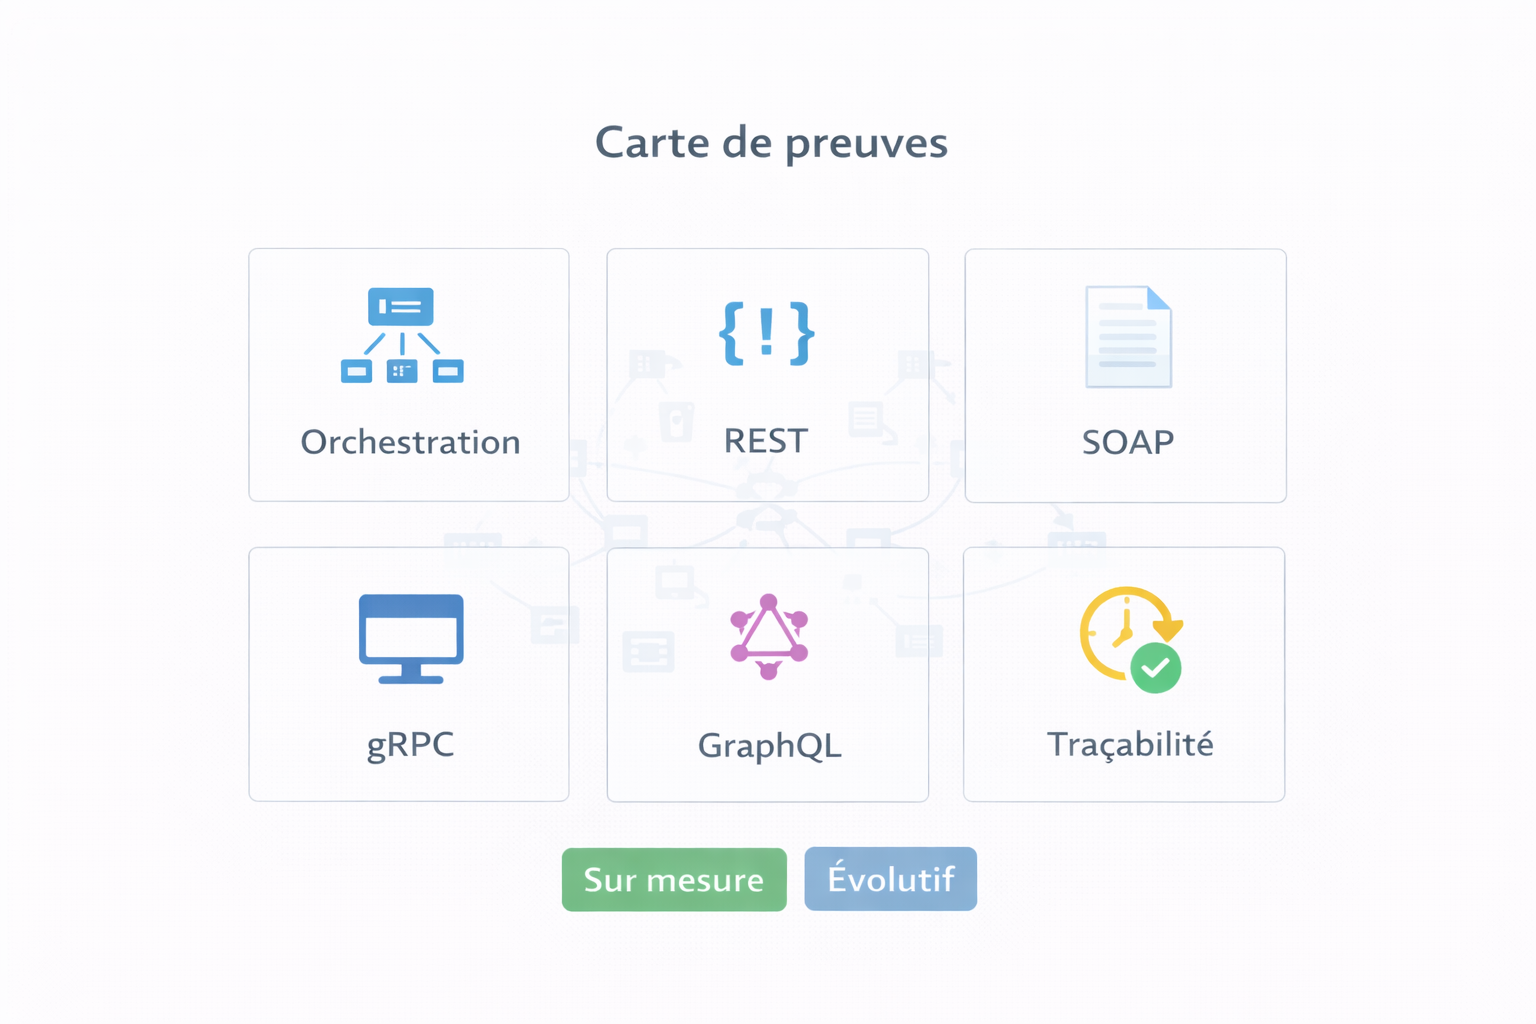 Carte de preuves
Orchestration
{!}
REST
SOAP
gRPC
GraphQL
Traçabilité
Sur mesure
Évolutif